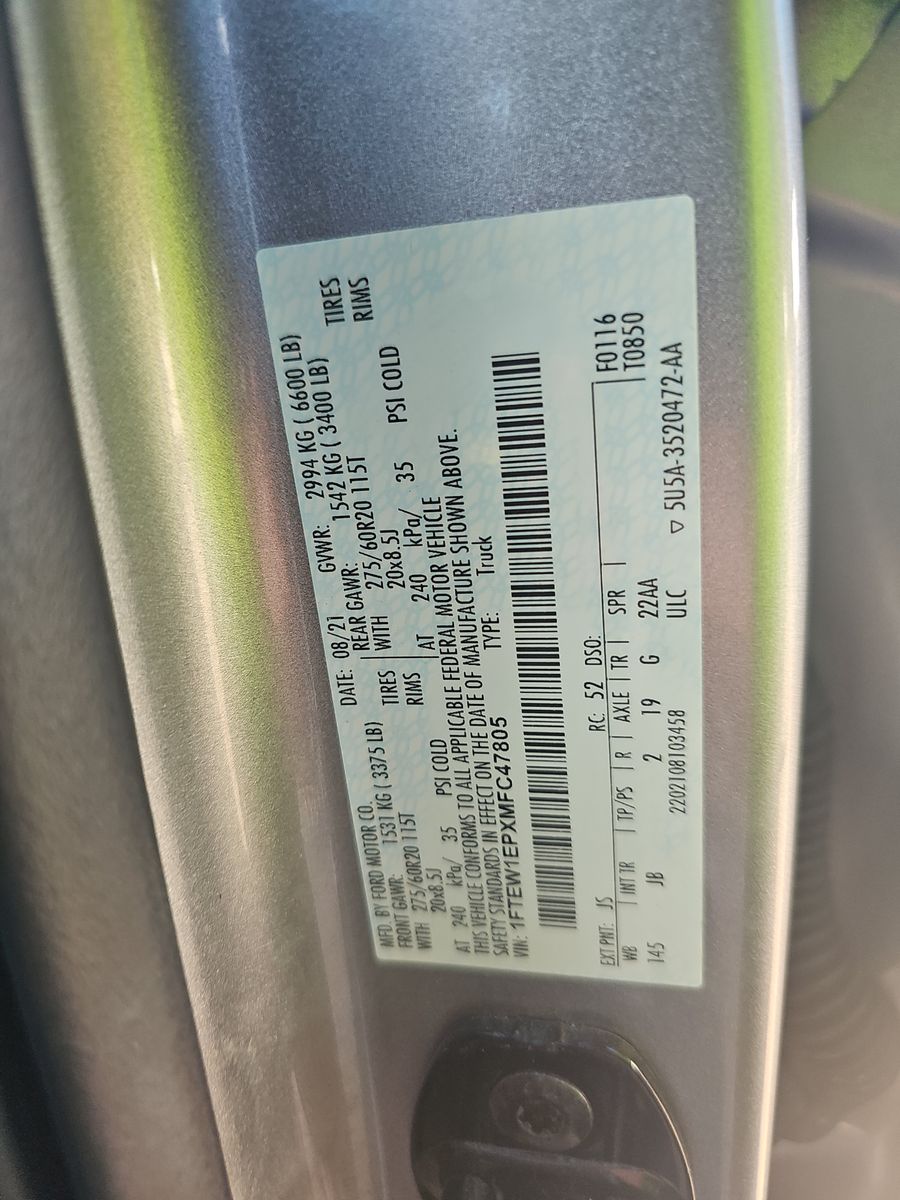 MFD. BY FORD MOTOR CO. DATE: 08/21 GVWR: 2994 KG ( 6600 LB)
FRONT GAWR: 1531 KG ( 3375 LB) REAR GAWR: 1542 KG ( 3400 LB)
WITH 275/60R20 115T TIRES WITH 275/60R20 115T TIRES
20x8.5J RIMS 20x8.5J RIMS
AT 240 kPa/ 35 PSI COLD AT 240 kPa/ 35 PSI COLD
THIS VEHICLE CONFORMS TO ALL APPLICABLE FEDERAL MOTOR VEHICLE
SAFETY STANDARDS IN EFFECT ON THE DATE OF MANUFACTURE SHOWN ABOVE.
VIN: 1FTEW1EPXMFC47805 TYPE: Truck
EXT PNT: JS RC: 52 DSO: F0116
WB INT TR TP/PS R AXLE TR SPR T0850
145 JB 2 19 G 22AA
2202108103458 ULC ▽ 5U5A-3520472-AA